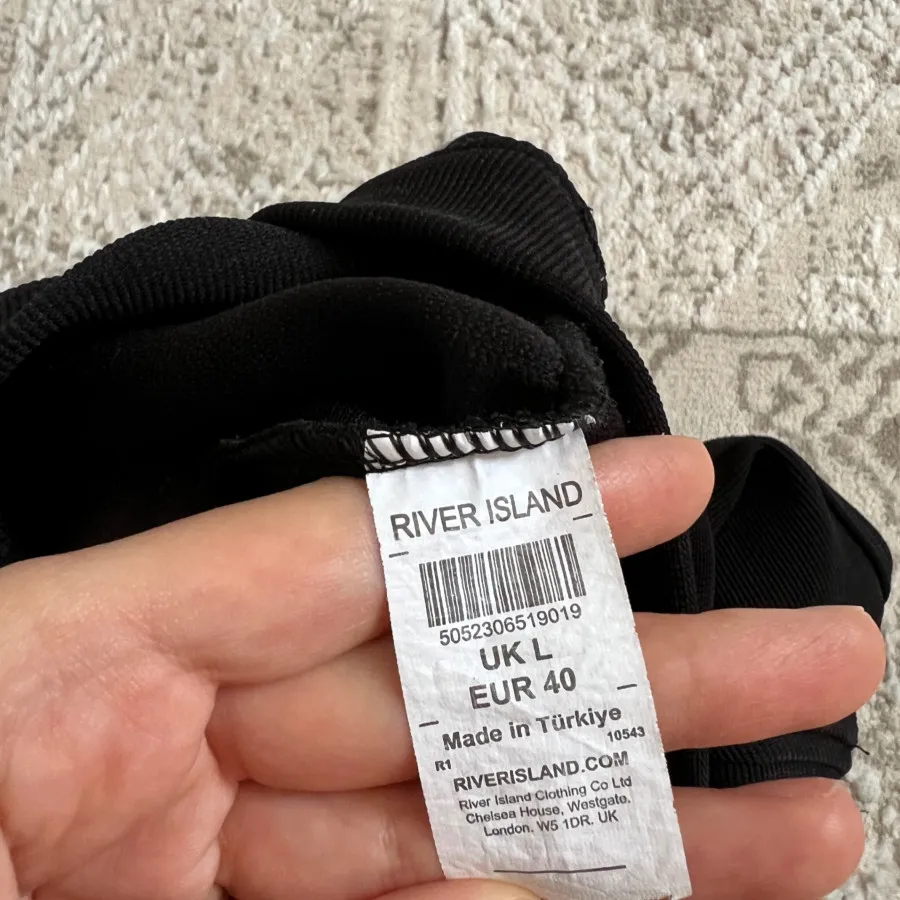 RIVER ISLAND
5052306519019
UK L
EUR 40
Made in Türkiye
R1 10543
RIVERISLAND.COM
River Island Clothing Co Ltd
Chelsea House, Westgate.
London. W5 1DR. UK